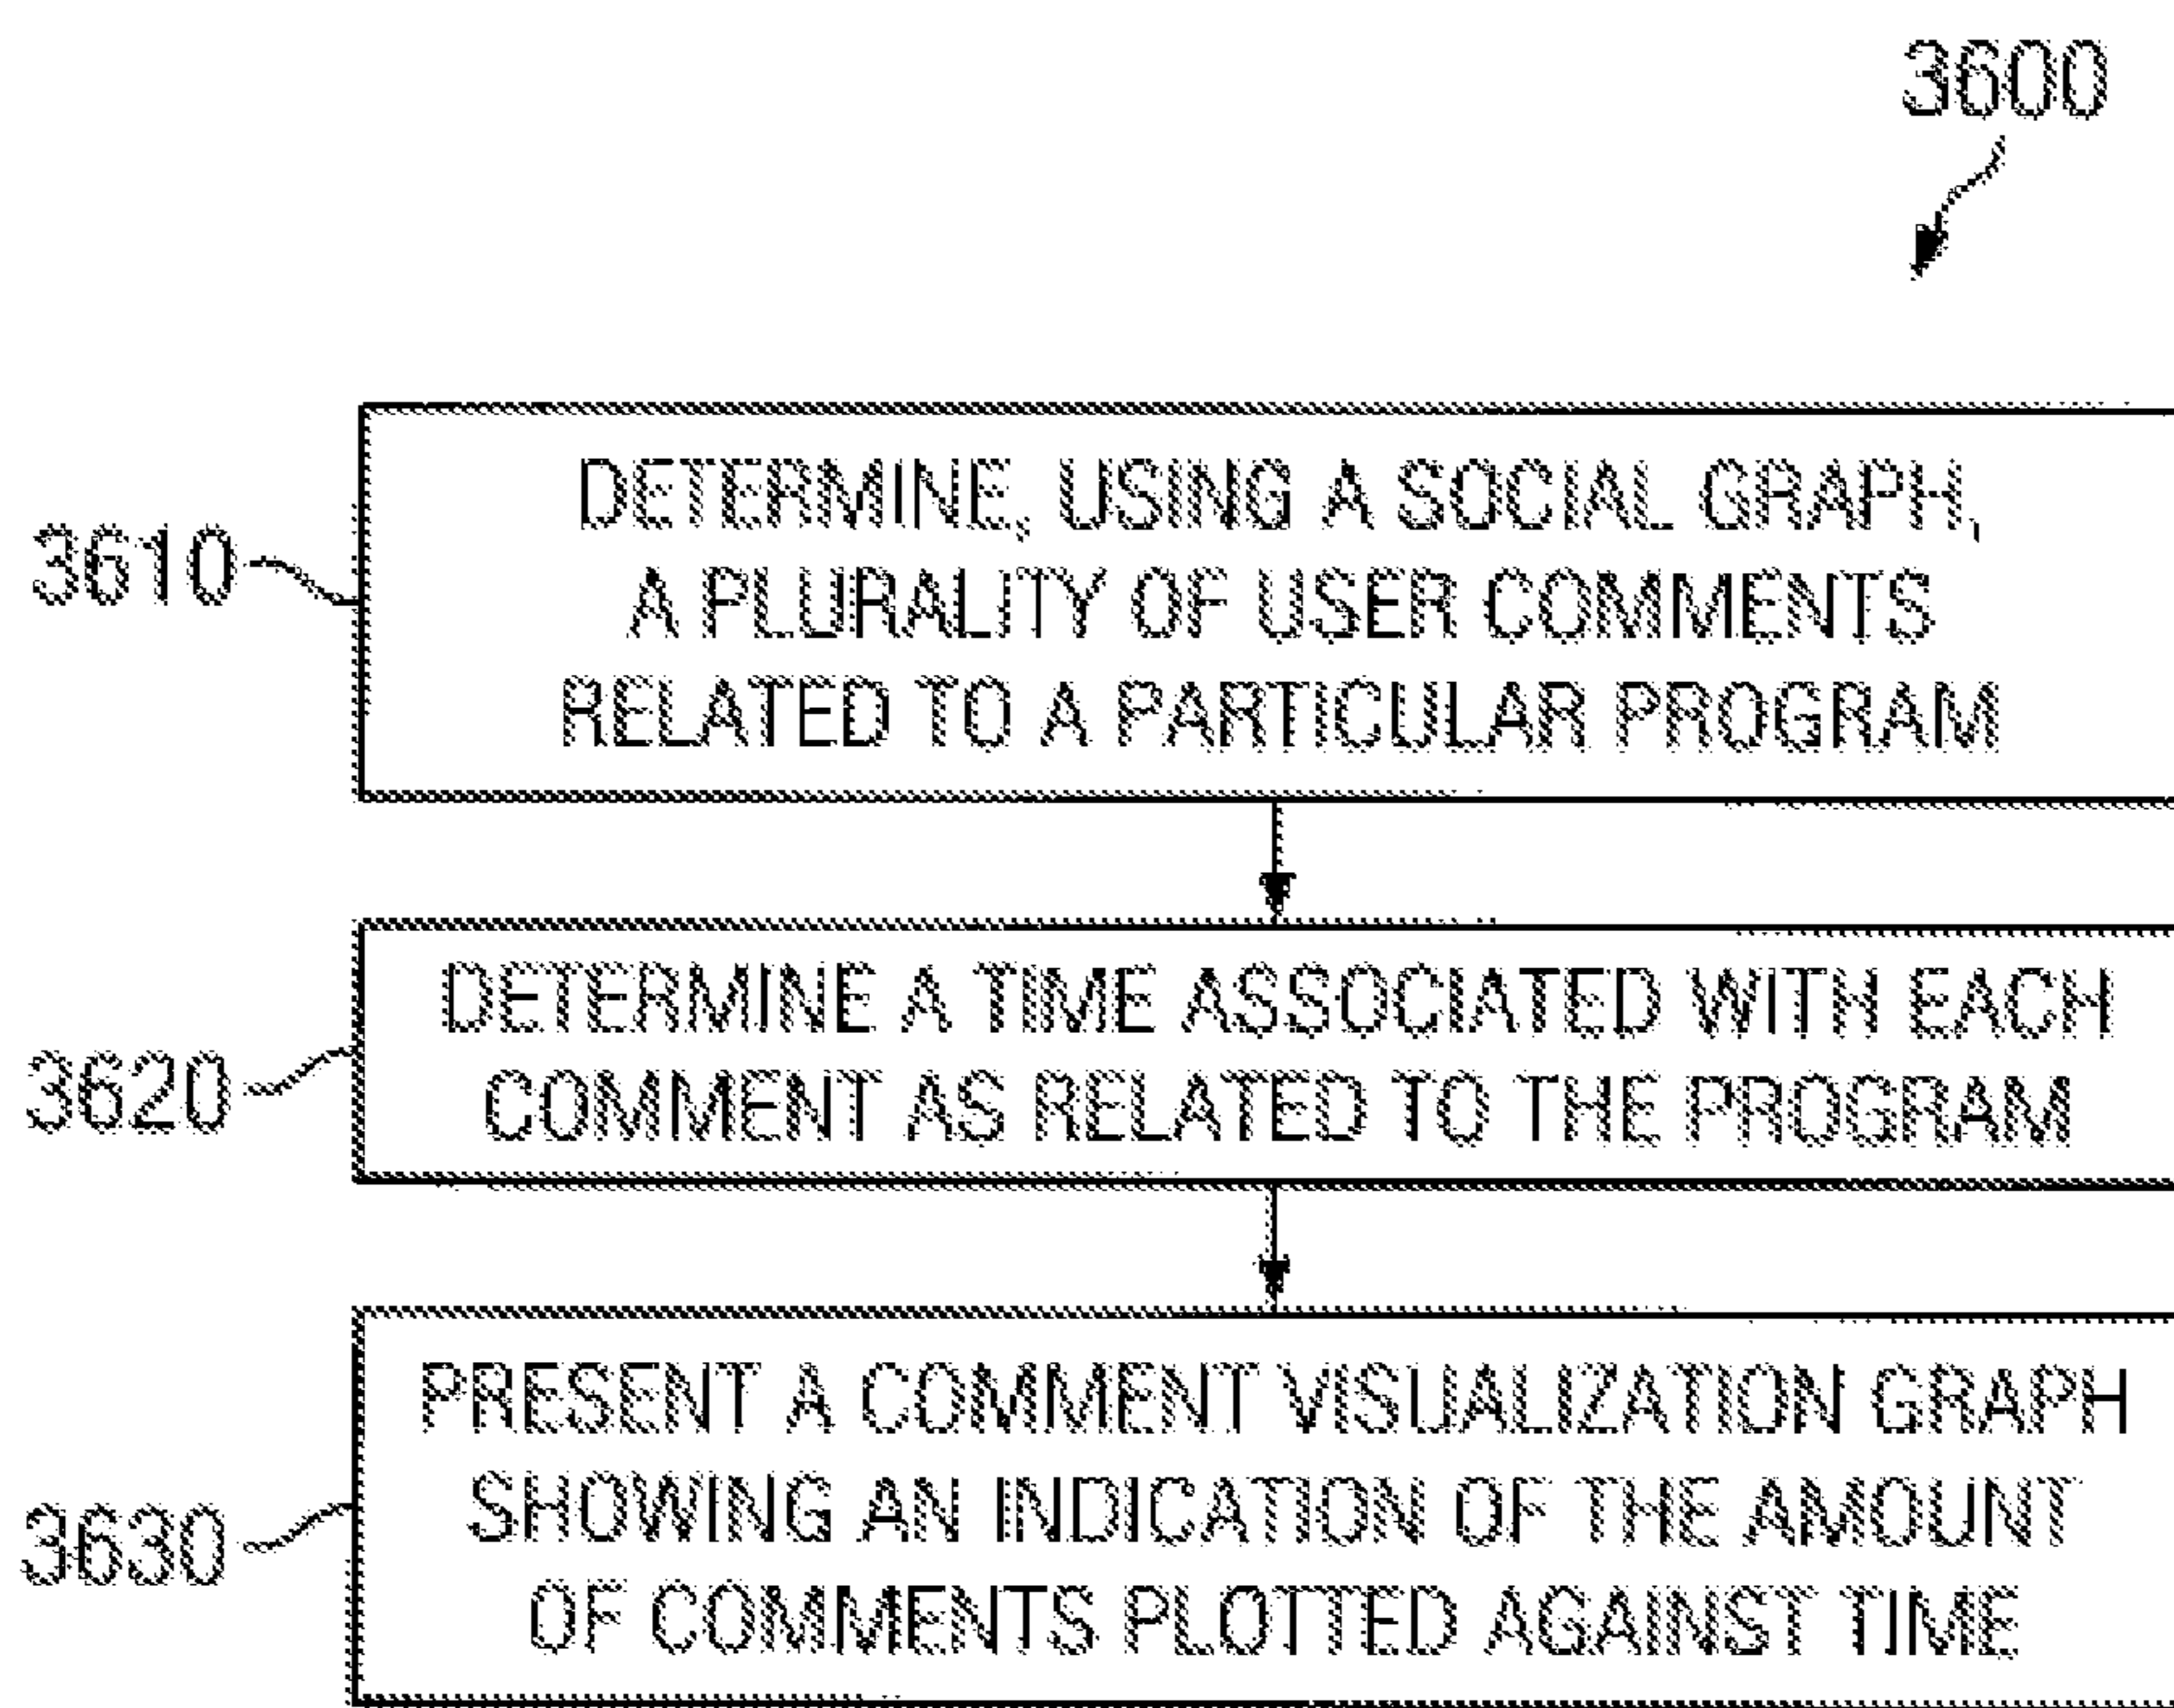 3600
3610
DETERMINE, USING A SOCIAL GRAPH,
A PLURALITY OF USER COMMENTS
RELATED TO A PARTICULAR PROGRAM
3620
DETERMINE A TIME ASSOCIATED WITH EACH
COMMENT AS RELATED TO THE PROGRAM
3630
PRESENT A COMMENT VISUALIZATION GRAPH
SHOWING AN INDICATION OF THE AMOUNT
OF COMMENTS PLOTTED AGAINST TIME